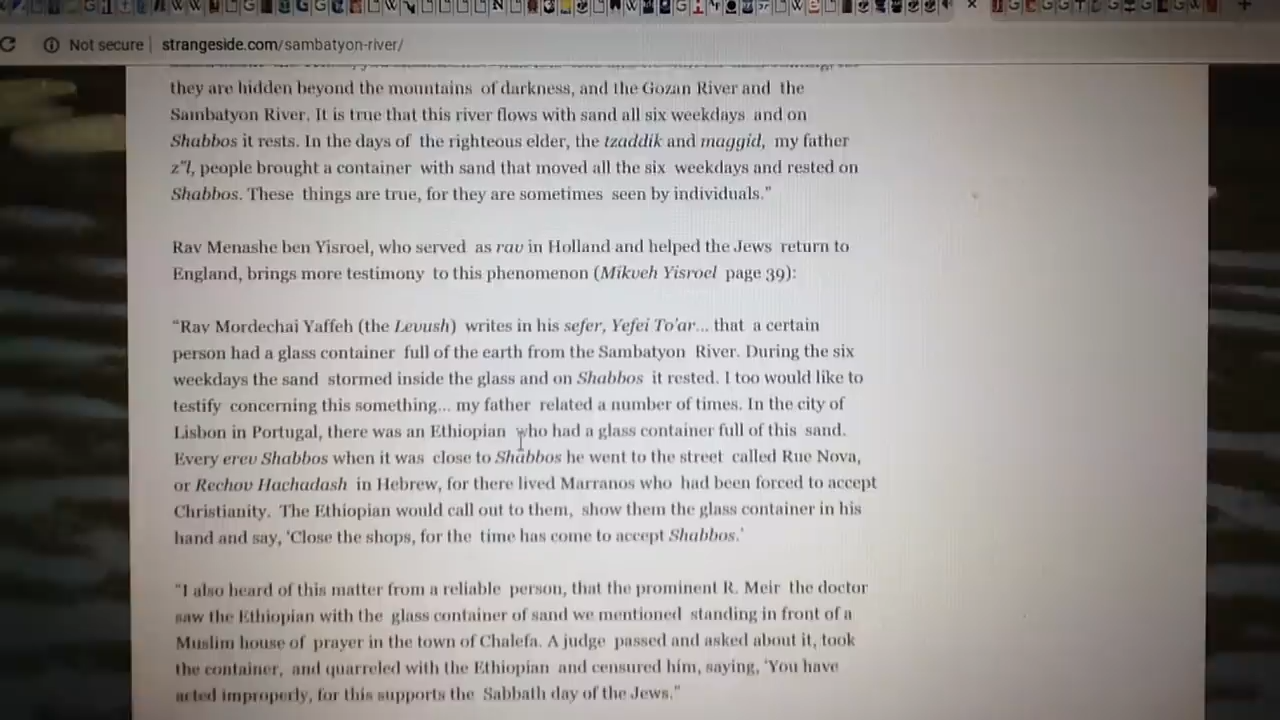 Not secure strangeside.com/sambatyon-river/
they are hidden beyond the mountains of darkness, and the Gozan River and the
Sambatyon River. It is true that this river flows with sand all six weekdays and on
Shabbos it rests. In the days of the righteous elder, the tzaddik and maggid, my father
z"l, people brought a container with sand that moved all the six weekdays and rested on
Shabbos. These things are true, for they are sometimes seen by individuals.”
Rav Menashe ben Yisroel, who served as rav in Holland and helped the Jews return to
England, brings more testimony to this phenomenon (Mikveh Yisroel page 39):
“Rav Mordechai Yaffeh (the Levush) writes in his sefer, Yefei To’ar... that a certain
person had a glass container full of the earth from the Sambatyon River. During the six
weekdays the sand stormed inside the glass and on Shabbos it rested. I too would like to
testify concerning this something... my father related a number of times. In the city of
Lisbon in Portugal, there was an Ethiopian who had a glass container full of this sand.
Every erev Shabbos when it was close to Shabbos he went to the street called Rue Nova,
or Rechov Hachadash in Hebrew, for there lived Marranos who had been forced to accept
Christianity. The Ethiopian would call out to them, show them the glass container in his
hand and say, ‘Close the shops, for the time has come to accept Shabbos.’
“I also heard of this matter from a reliable person, that the prominent R. Meir the doctor
saw the Ethiopian with the glass container of sand we mentioned standing in front of a
Muslim house of prayer in the town of Chalefa. A judge passed and asked about it, took
the container, and quarreled with the Ethiopian and censured him, saying, ‘You have
acted improperly, for this supports the Sabbath day of the Jews.”